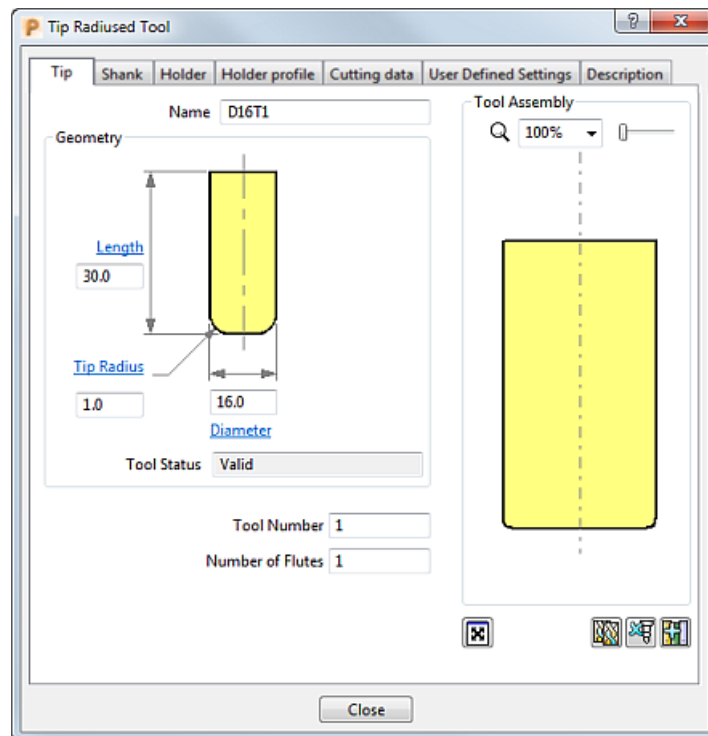 Tip Radiused Tool
?
Tip Shank Holder Holder profile Cutting data User Defined Settings Description
Name D16T1
Geometry
Length
30.0
Tip Radius
1.0
16.0
Diameter
Tool Status Valid
Tool Number 1
Number of Flutes 1
Tool Assembly
100%
Close